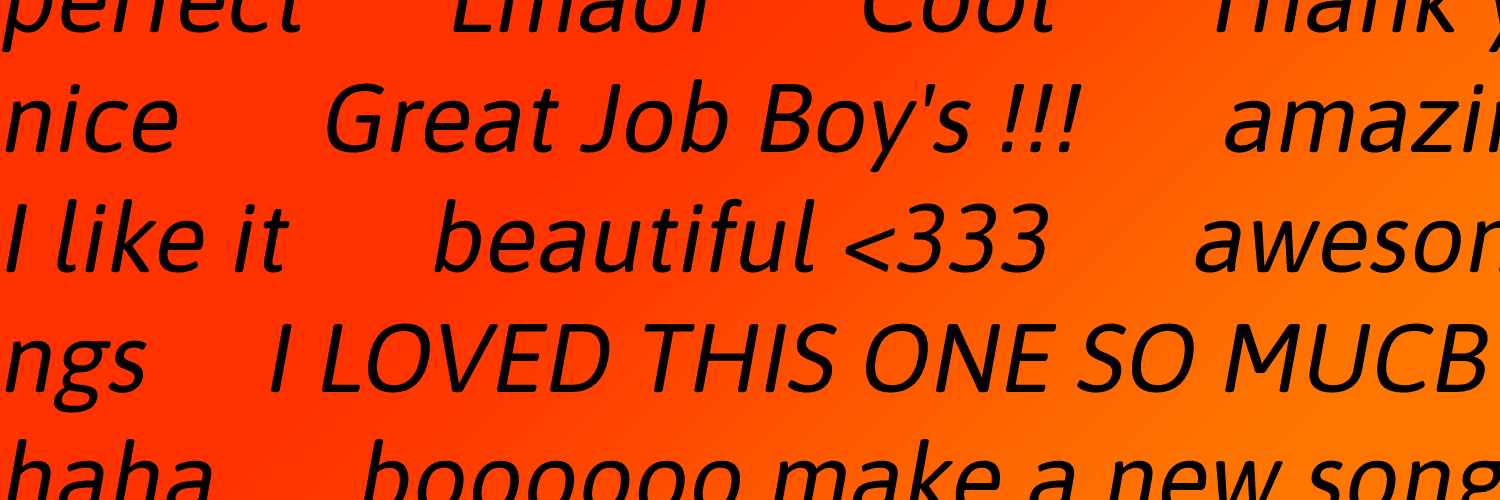 perfect Lmaof Cool Thank y
nice Great Job Boy's !!! amazin
I like it beautiful <333 aweson
ngs I LOVED THIS ONE SO MUCB
haha boooooo make a new song